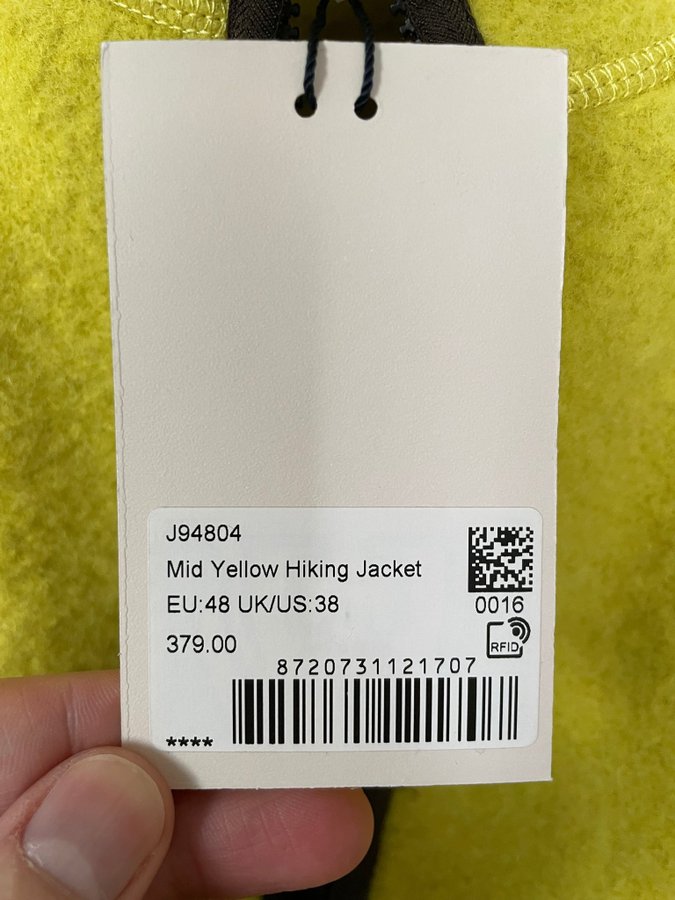 J94804
Mid Yellow Hiking Jacket
EU:48 UK/US:38
0016
379.00
RFID
8720731121707
****